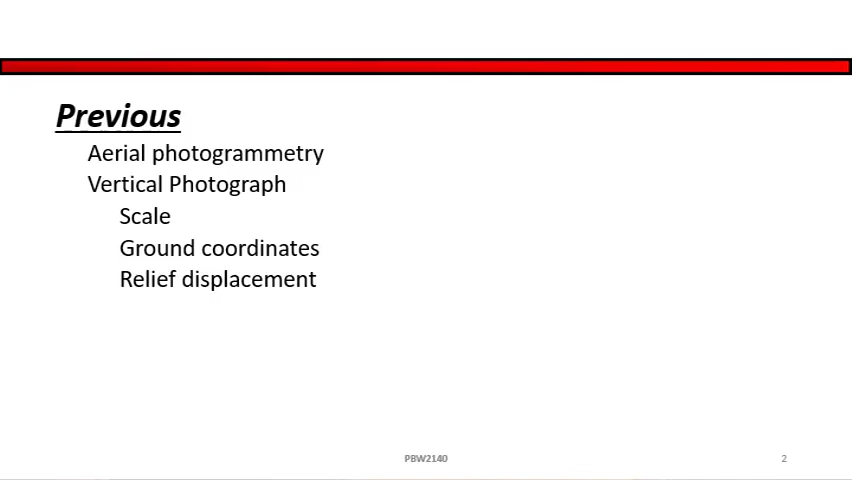 Previous
Aerial photogrammetry
Vertical Photograph
Scale
Ground coordinates
Relief displacement
PBW2140
2